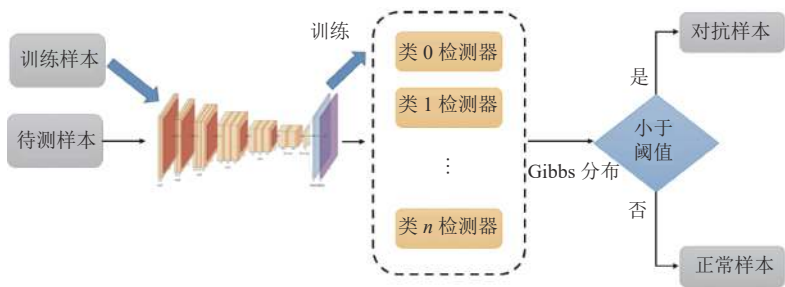 训练样本
待测样本
训练
类 0 检测器
类 1 检测器
⋮
类 n 检测器
Gibbs 分布
小于
阈值
是
否
对抗样本
正常样本